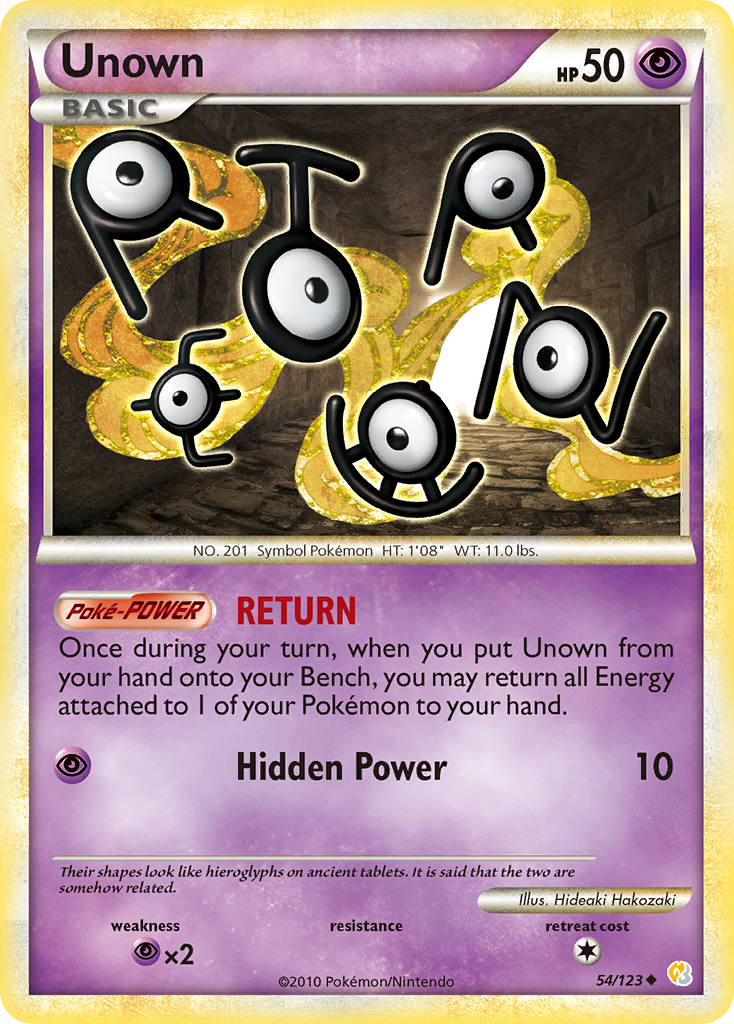 Unown
HP 50
BASIC
NO. 201 Symbol Pokémon HT: 1'08" WT: 11.0 lbs.
Poké-POWER RETURN
Once during your turn, when you put Unown from
your hand onto your Bench, you may return all Energy
attached to 1 of your Pokémon to your hand.
Hidden Power 10
Their shapes look like hieroglyphs on ancient tablets. It is said that the two are
somehow related.
Illus. Hideaki Hakozaki
weakness resistance retreat cost
×2
©2010 Pokémon/Nintendo
54/123